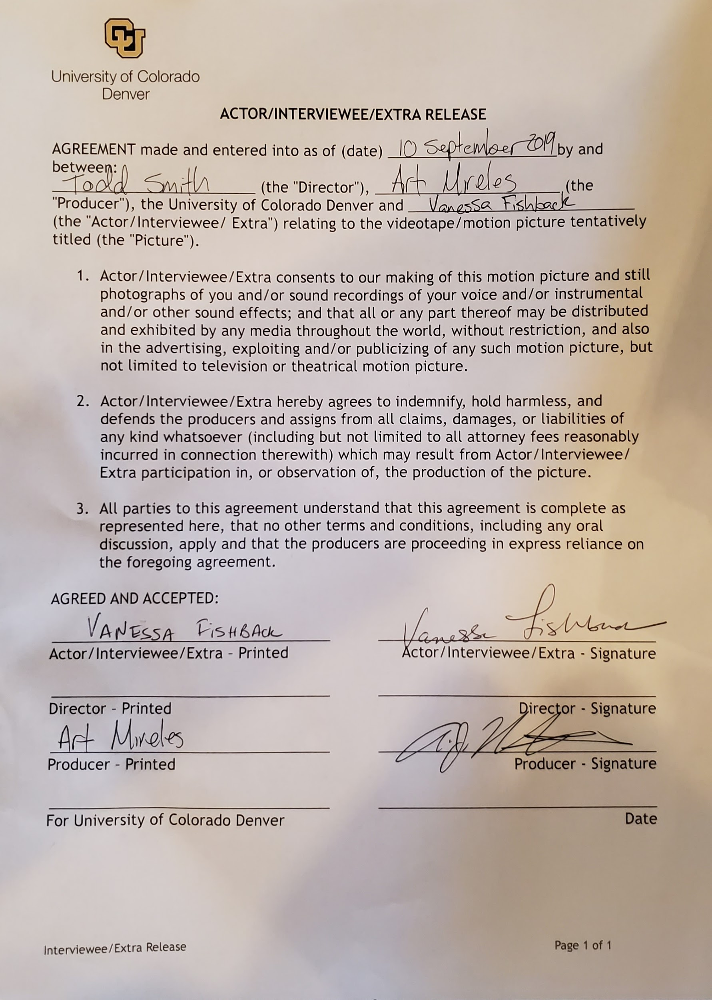 CU
University of Colorado
Denver
ACTOR/INTERVIEWEE/EXTRA RELEASE
AGREEMENT made and entered into as of (date) 10 September 2019 by and
between:
Todd Smith (the "Director"), Art Mireles (the
"Producer"), the University of Colorado Denver and Vanessa Fishback
(the "Actor/Interviewee/ Extra") relating to the videotape/motion picture tentatively
titled (the "Picture").
1. Actor/Interviewee/Extra consents to our making of this motion picture and still
photographs of you and/or sound recordings of your voice and/or instrumental
and/or other sound effects; and that all or any part thereof may be distributed
and exhibited by any media throughout the world, without restriction, and also
in the advertising, exploiting and/or publicizing of any such motion picture, but
not limited to television or theatrical motion picture.
2. Actor/Interviewee/Extra hereby agrees to indemnify, hold harmless, and
defends the producers and assigns from all claims, damages, or liabilities of
any kind whatsoever (including but not limited to all attorney fees reasonably
incurred in connection therewith) which may result from Actor/Interviewee/
Extra participation in, or observation of, the production of the picture.
3. All parties to this agreement understand that this agreement is complete as
represented here, that no other terms and conditions, including any oral
discussion, apply and that the producers are proceeding in express reliance on
the foregoing agreement.
AGREED AND ACCEPTED:
VANESSA FISHBACK Vanessa Fishback
Actor/Interviewee/Extra - Printed Actor/Interviewee/Extra - Signature
Director - Printed Director - Signature
Art Mireles
Producer - Printed Producer - Signature
For University of Colorado Denver Date
Interviewee/Extra Release Page 1 of 1